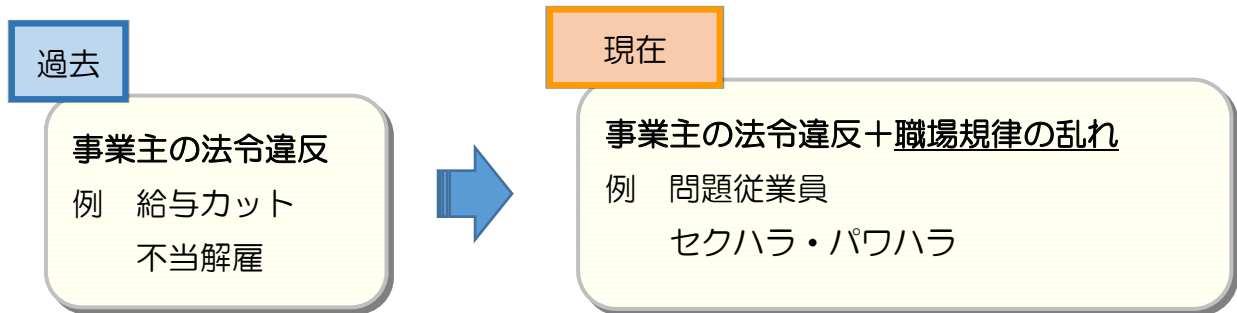 過去
事業主の法令違反
例　給与カット
不当解雇
現在
事業主の法令違反＋職場規律の乱れ
例　問題従業員
セクハラ・パワハラ